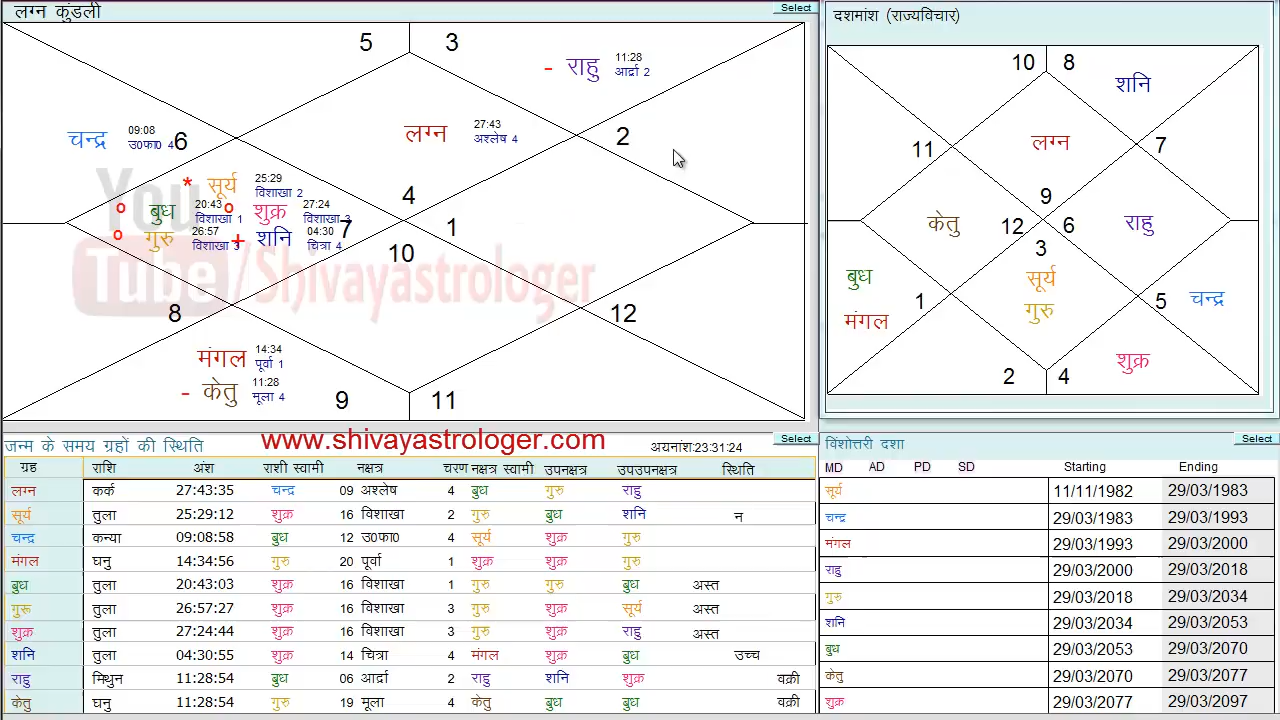 लग्न कुंडली
Select
5
3
- राहु 11:28 आर्द्रा 2
चन्द्र 09:08 उ0फा0 4
6
लग्न 27:43 अश्लेष 4
2
* सूर्य 25:29 विशाखा 2
बुध 20:43 विशाखा 1
शुक्र 27:24 विशाखा 3
गुरु 26:57 विशाखा 3
+ शनि 04:30 चित्रा 4
7
4
1
10
You Tube/Shivayastrologer
8
12
मंगल 14:34 पूर्वा 1
- केतु 11:28 मूला 4
9
11
दशमांश (राज्यविचार)
10
8
शनि
लग्न
11
7
9
केतु
12
6
राहु
3
सूर्य
बुध
गुरु
मंगल
1
5
चन्द्र
शुक्र
2
4
जन्म के समय ग्रहों की स्थिति
www.shivayastrologer.com
अयनांश:23:31:24
Select
ग्रह राशि अंश राशी स्वामी नक्षत्र चरण नक्षत्र स्वामी उपनक्षत्र उपउपनक्षत्र स्थिति
लग्न कर्क 27:43:35 चन्द्र 09 अश्लेष 4 बुध गुरु राहु
सूर्य तुला 25:29:12 शुक्र 16 विशाखा 2 गुरु बुध शनि न
चन्द्र कन्या 09:08:58 बुध 12 उ0फा0 4 सूर्य शुक्र गुरु
मंगल धनु 14:34:56 गुरु 20 पूर्वा 1 शुक्र शुक्र गुरु
बुध तुला 20:43:03 शुक्र 16 विशाखा 1 गुरु गुरु बुध अस्त
गुरू तुला 26:57:27 शुक्र 16 विशाखा 3 गुरु शुक्र सूर्य अस्त
शुक्र तुला 27:24:44 शुक्र 16 विशाखा 3 गुरु शुक्र राहु अस्त
शनि तुला 04:30:55 शुक्र 14 चित्रा 4 मंगल शुक्र बुध उच्च
राहु मिथुन 11:28:54 बुध 06 आर्द्रा 2 राहु शनि शुक्र वक्री
केतु धनु 11:28:54 गुरु 19 मूला 4 केतु बुध बुध वक्री
विंशोत्तरी दशा
Select
MD AD PD SD Starting Ending
सूर्य 11/11/1982 29/03/1983
चन्द्र 29/03/1983 29/03/1993
मंगल 29/03/1993 29/03/2000
राहु 29/03/2000 29/03/2018
गुरु 29/03/2018 29/03/2034
शनि 29/03/2034 29/03/2053
बुध 29/03/2053 29/03/2070
केतु 29/03/2070 29/03/2077
शुक्र 29/03/2077 29/03/2097